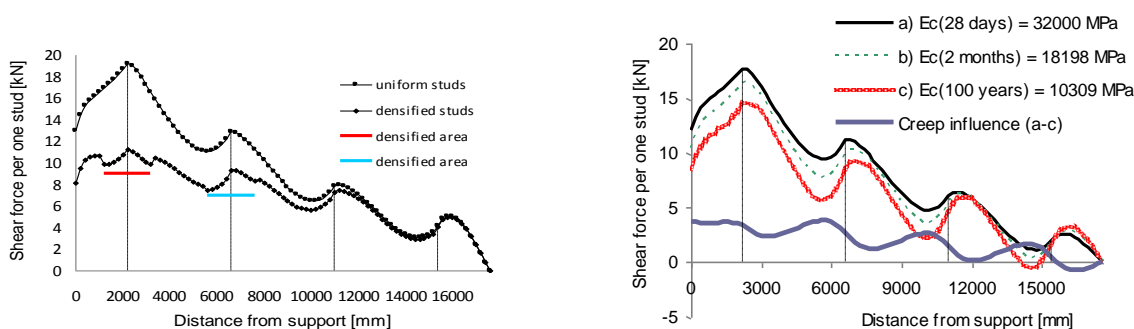 Shear force per one stud [kN]
20
18
16
14
12
10
8
6
4
2
0
0 2000 4000 6000 8000 10000 12000 14000 16000
Distance from support [mm]
uniform studs
densified studs
densified area
densified area
Shear force per one stud [kN]
20
15
10
5
0
-5
0 3000 6000 9000 12000 15000
Distance from support [mm]
a) Ec(28 days) = 32000 MPa
b) Ec(2 months) = 18198 MPa
c) Ec(100 years) = 10309 MPa
Creep influence (a-c)